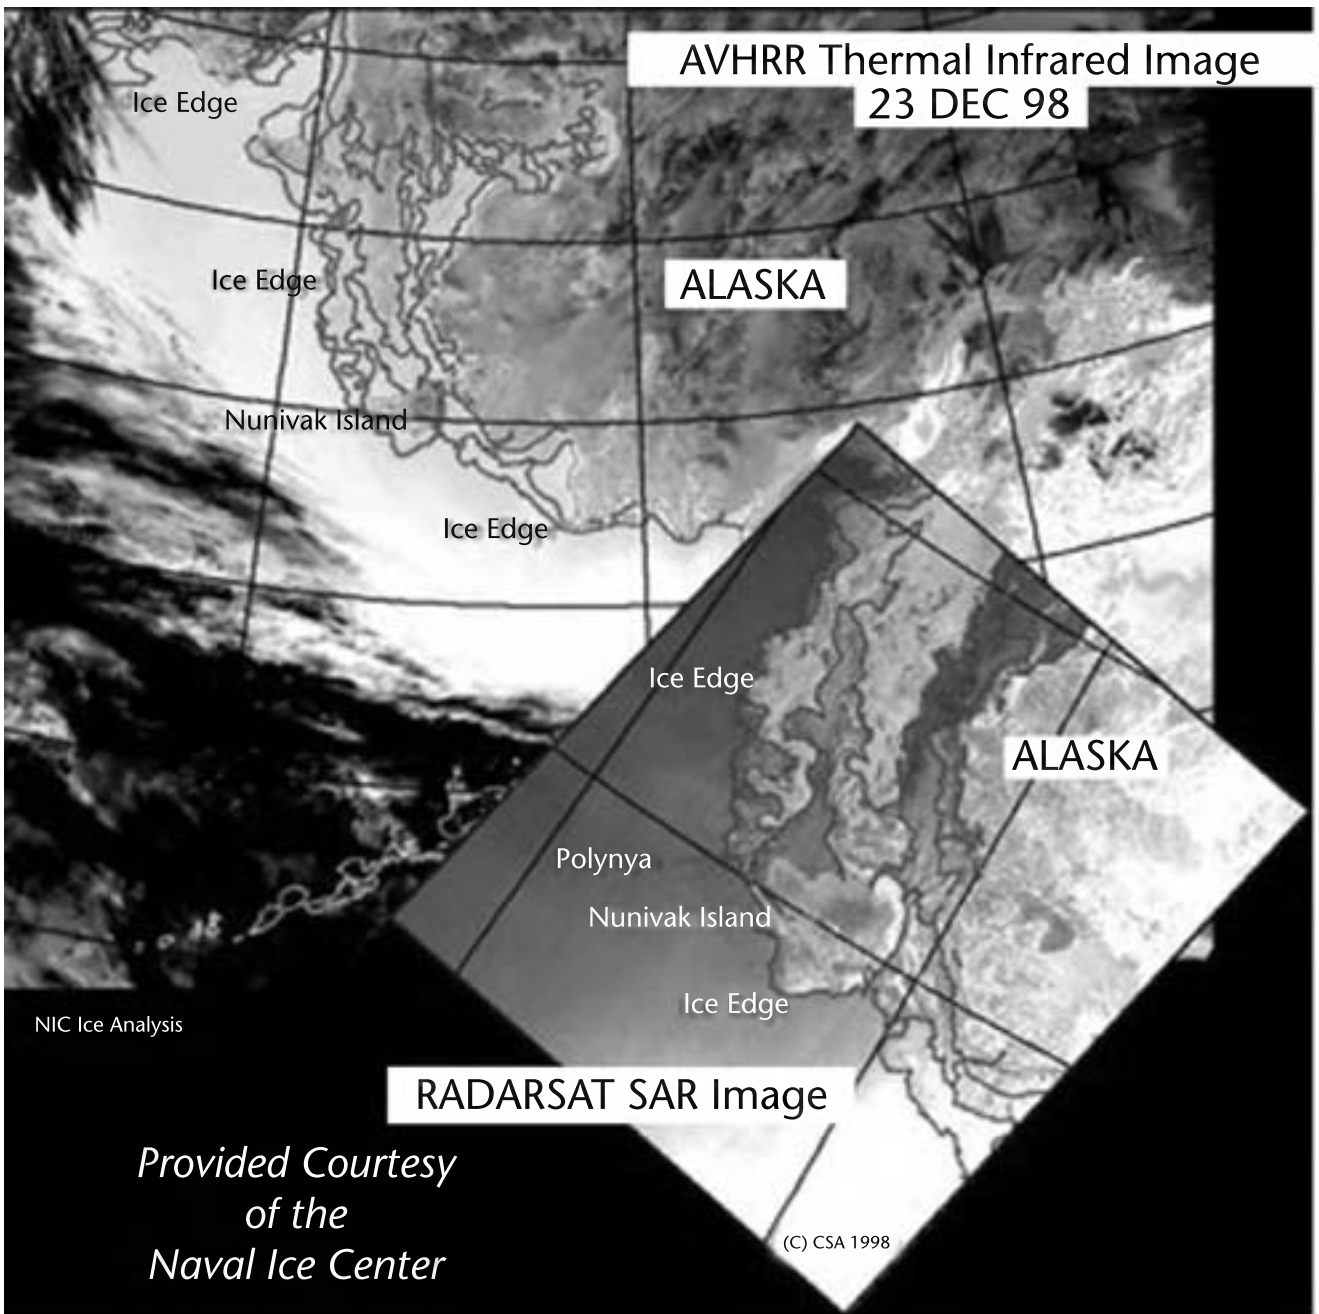 AVHRR Thermal Infrared Image
23 DEC 98
Ice Edge
Ice Edge
ALASKA
Nunivak Island
Ice Edge
Ice Edge
ALASKA
Polynya
Nunivak Island
Ice Edge
NIC Ice Analysis
RADARSAT SAR Image
Provided Courtesy
of the
Naval Ice Center
(C) CSA 1998